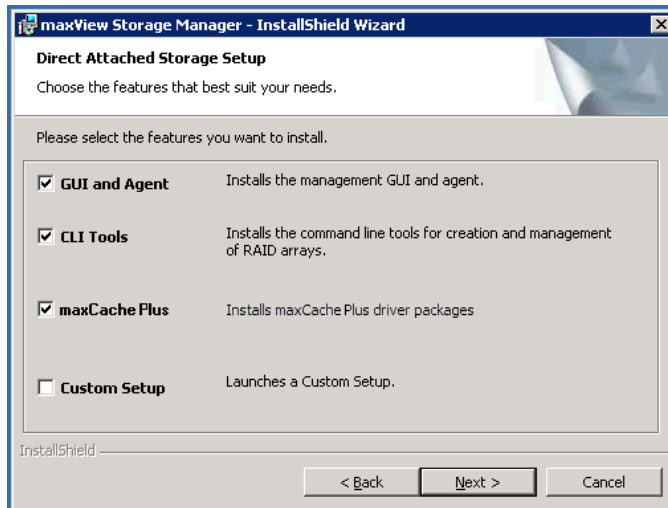 maxView Storage Manager - InstallShield Wizard
Direct Attached Storage Setup
Choose the features that best suit your needs.
Please select the features you want to install.
GUI and Agent Installs the management GUI and agent.
CLI Tools Installs the command line tools for creation and management
of RAID arrays.
maxCache Plus Installs maxCache Plus driver packages
Custom Setup Launches a Custom Setup.
InstallShield
< Back Next > Cancel